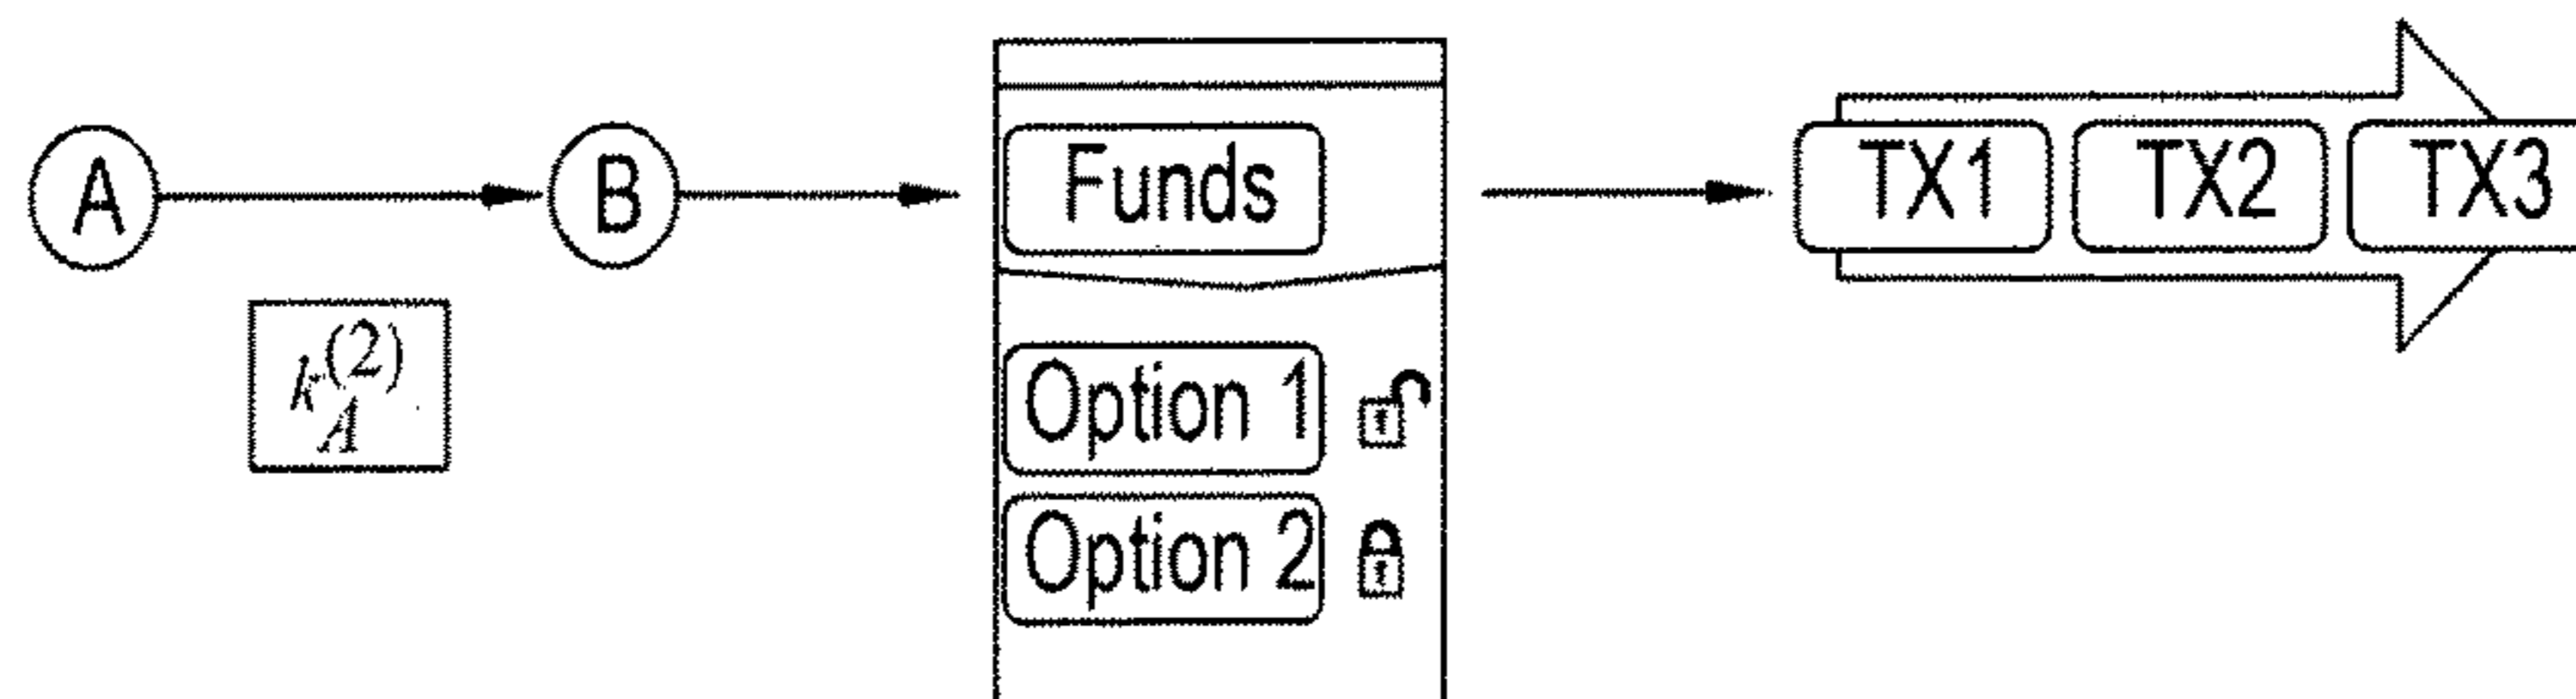 A
B
Funds
TX1
TX2
TX3
k_A^{(2)}
Option 1
Option 2